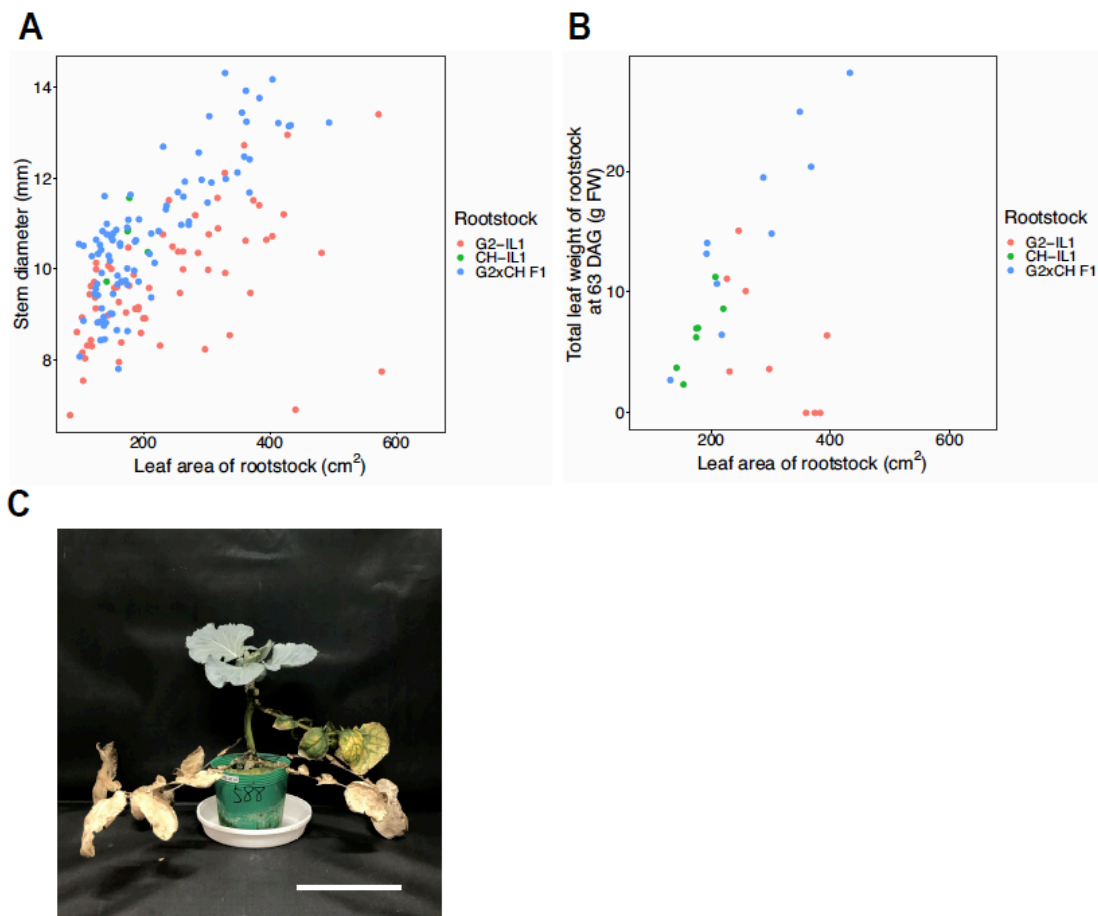 A
Stem diameter (mm)
14
12
10
8
200
400
600
Leaf area of rootstock (cm²)
Rootstock
G2−IL1
CH−IL1
G2xCH F1
B
Total leaf weight of rootstock
at 63 DAG (g FW)
20
10
0
200
400
600
Leaf area of rootstock (cm²)
Rootstock
G2−IL1
CH−IL1
G2xCH F1
C
588